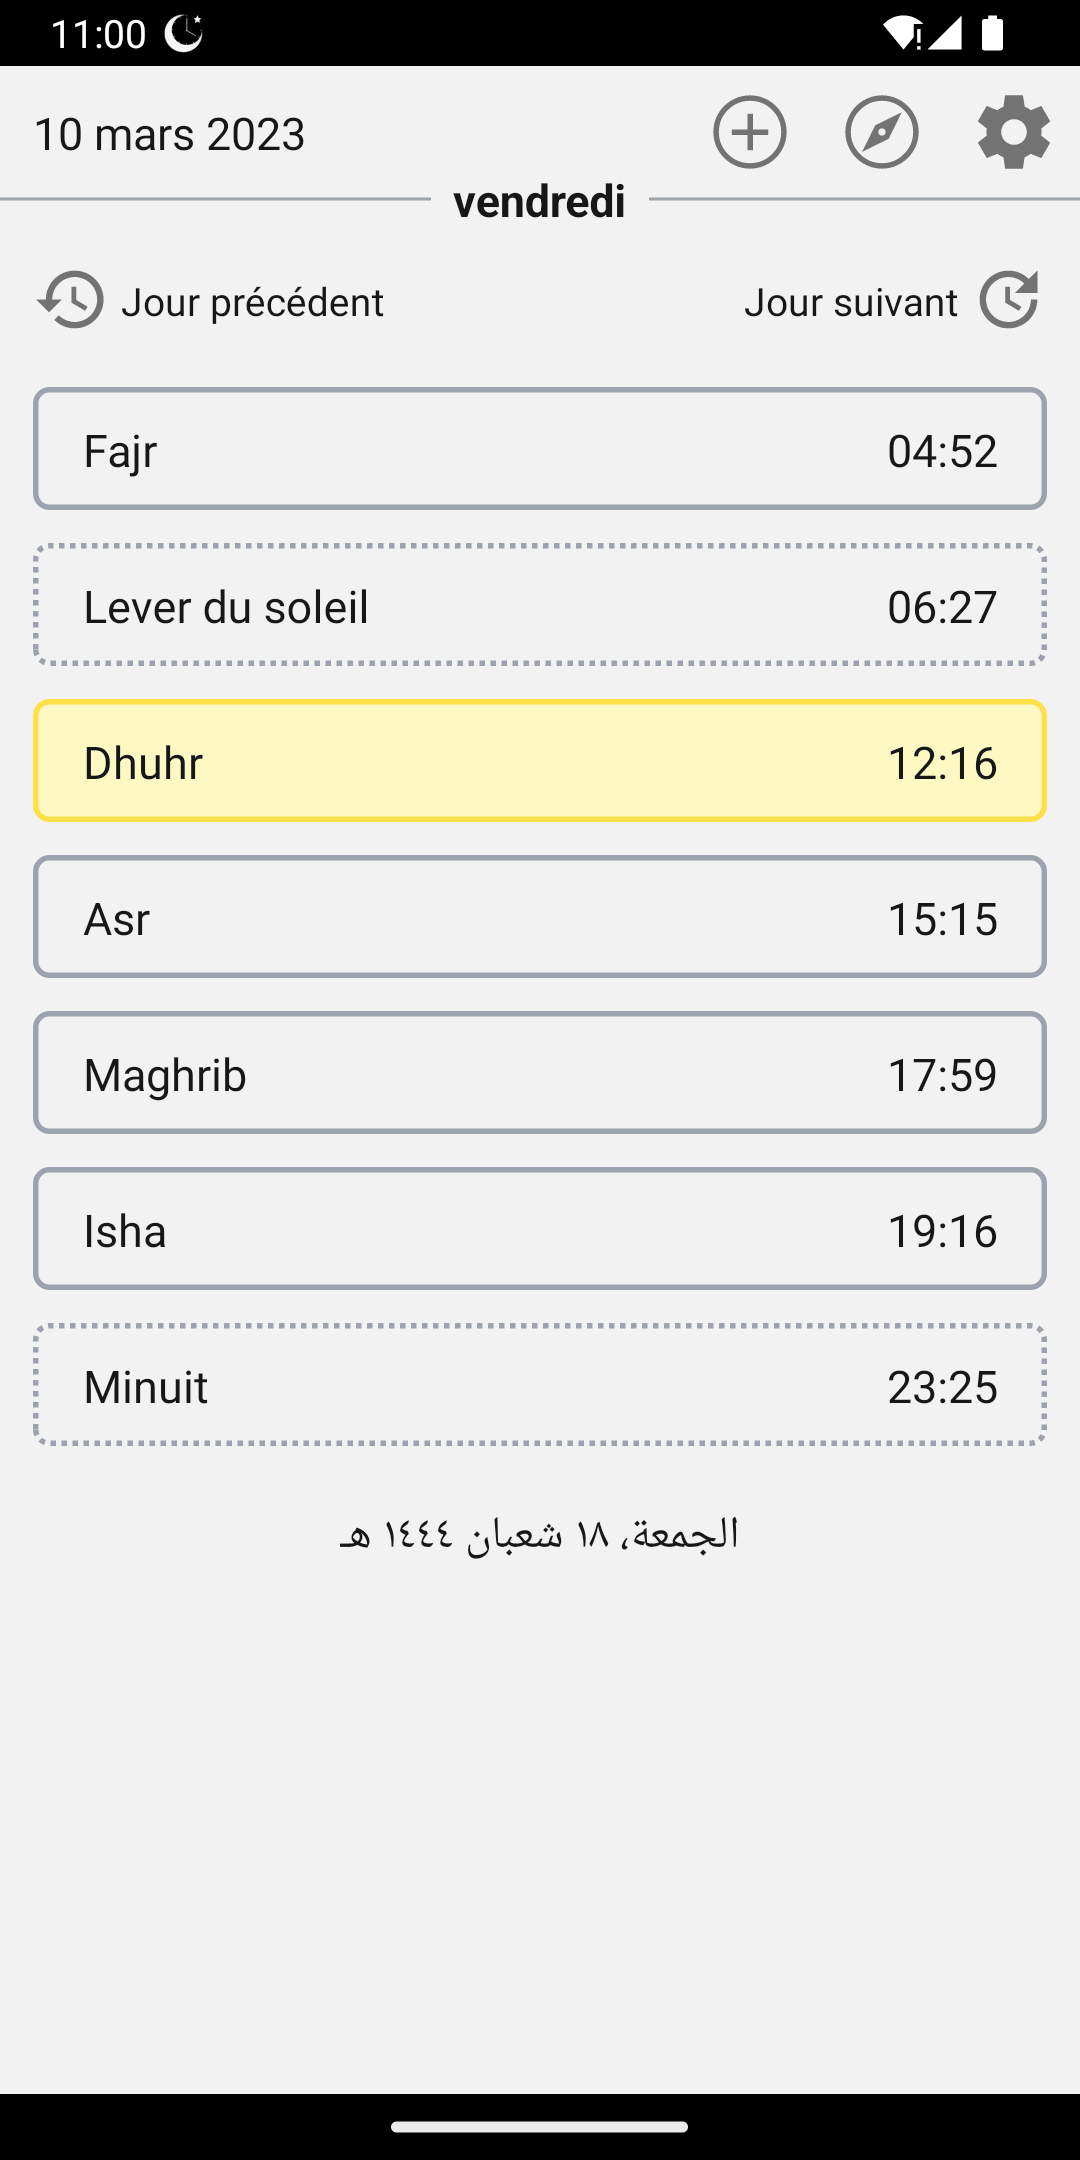 11:00
10 mars 2023
vendredi
Jour précédent
Jour suivant
Fajr 04:52
Lever du soleil 06:27
Dhuhr 12:16
Asr 15:15
Maghrib 17:59
Isha 19:16
Minuit 23:25
الجمعة، ١٨ شعبان ١٤٤٤ هـ